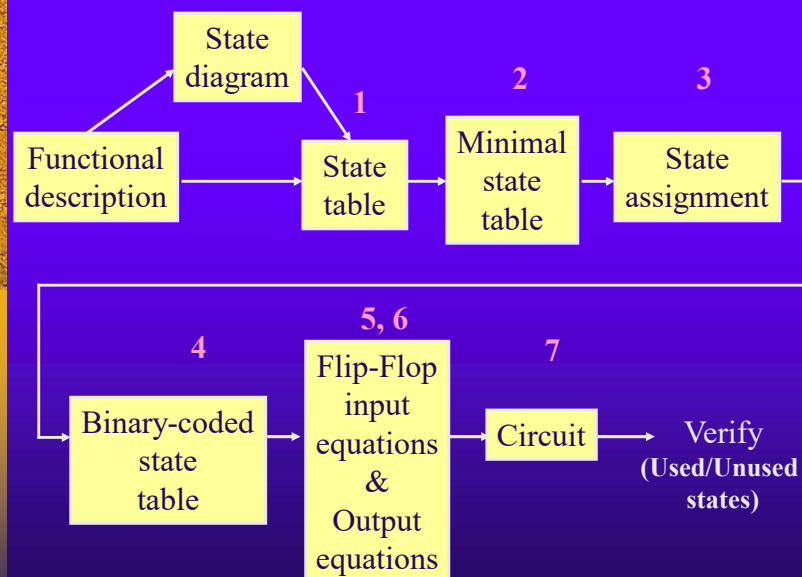 State
diagram
1
2
3
Functional
description
State
table
Minimal
state
table
State
assignment
4
5, 6
7
Binary-coded
state
table
Flip-Flop
input
equations
&
Output
equations
Circuit
Verify
(Used/Unused
states)